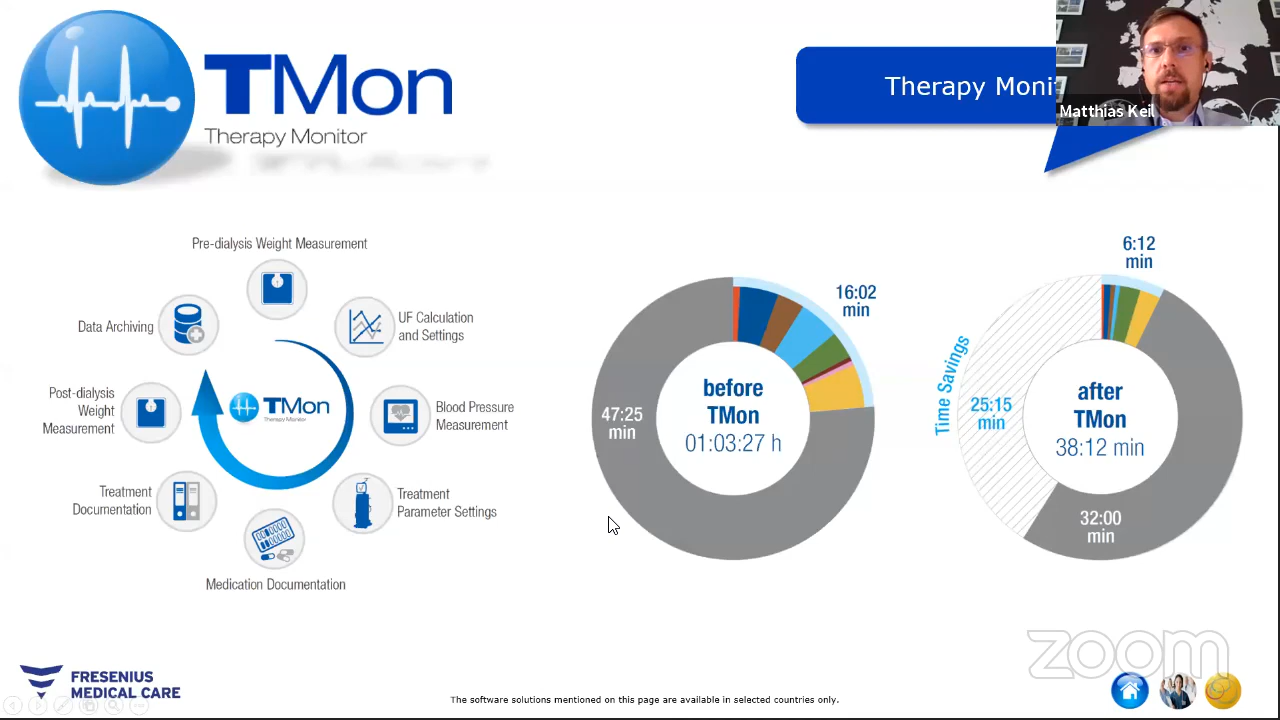 TMon
Therapy Monitor
Therapy Moni
Matthias Keil
Pre-dialysis Weight Measurement
UF Calculation
and Settings
Blood Pressure
Measurement
Treatment
Parameter Settings
Medication Documentation
Treatment
Documentation
Post-dialysis
Weight
Measurement
Data Archiving
TMon
Therapy Monitor
16:02
min
47:25
min
before
TMon
01:03:27 h
6:12
min
Time Savings
25:15
min
after
TMon
38:12 min
32:00
min
zoom
FRESENIUS
MEDICAL CARE
The software solutions mentioned on this page are available in selected countries only.